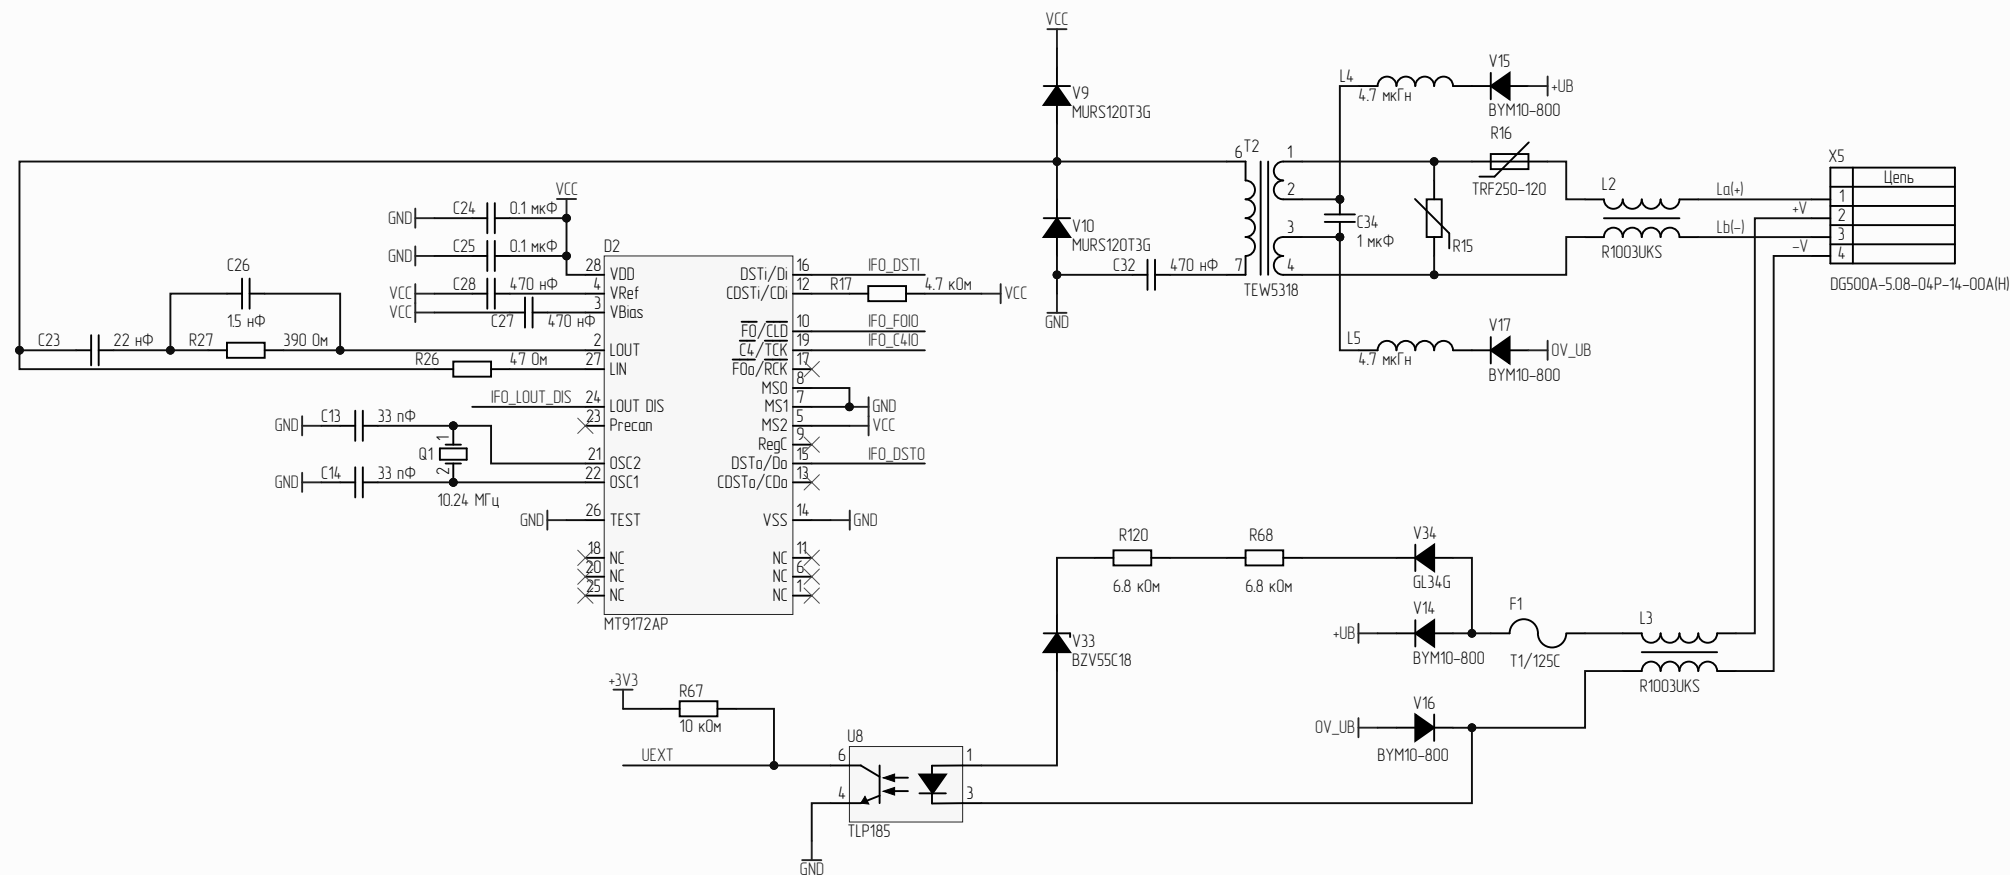 VCC
V9
MURS120T3G
V10
MURS120T3G
GND
C32
470 нФ
6
T2
7
TEW5318
1
2
3
4
L4
4.7 мкГн
V15
BYM10-800
+UB
R16
TRF250-120
C34
1 мкФ
R15
L5
4.7 мкГн
V17
BYM10-800
0V_UB
L2
R1003UKS
La(+)
+V
Lb(-)
-V
X5
Цепь
1
2
3
4
DG500A-5.08-04P-14-00A(H)
VCC
GND
C24
0.1 мкФ
GND
C25
0.1 мкФ
VCC
C28
470 нФ
VCC
C27
470 нФ
C26
1.5 нФ
C23
22 нФ
R27
390 Ом
R26
47 Ом
IFO_LOUT_DIS
GND
C13
33 пФ
Q1
1
2
10.24 МГц
GND
C14
33 пФ
GND
D2
28
VDD
4
VRef
3
VBias
2
LOUT
27
LIN
24
LOUT DIS
23
Precan
21
OSC2
22
OSC1
26
TEST
18
NC
20
NC
25
NC
DSTi/Di
16
IFO_DSTI
CDSTi/CDi
12
R17
4.7 кОм
VCC
F0/CLD
10
IFO_F0IO
C4/TCK
19
IFO_C4IO
F0o/RCK
17
MS0
8
MS1
7
GND
MS2
5
VCC
RegC
9
DSTo/Do
15
IFO_DSTO
CDSTo/CDo
13
VSS
14
GND
NC
11
NC
6
NC
1
MT9172AP
R120
6.8 кОм
R68
6.8 кОм
V34
GL34G
V33
BZV55C18
+UB
V14
BYM10-800
F1
T1/125C
L3
R1003UKS
0V_UB
V16
BYM10-800
+3V3
R67
10 кОм
UEXT
U8
6
4
1
3
TLP185
GND